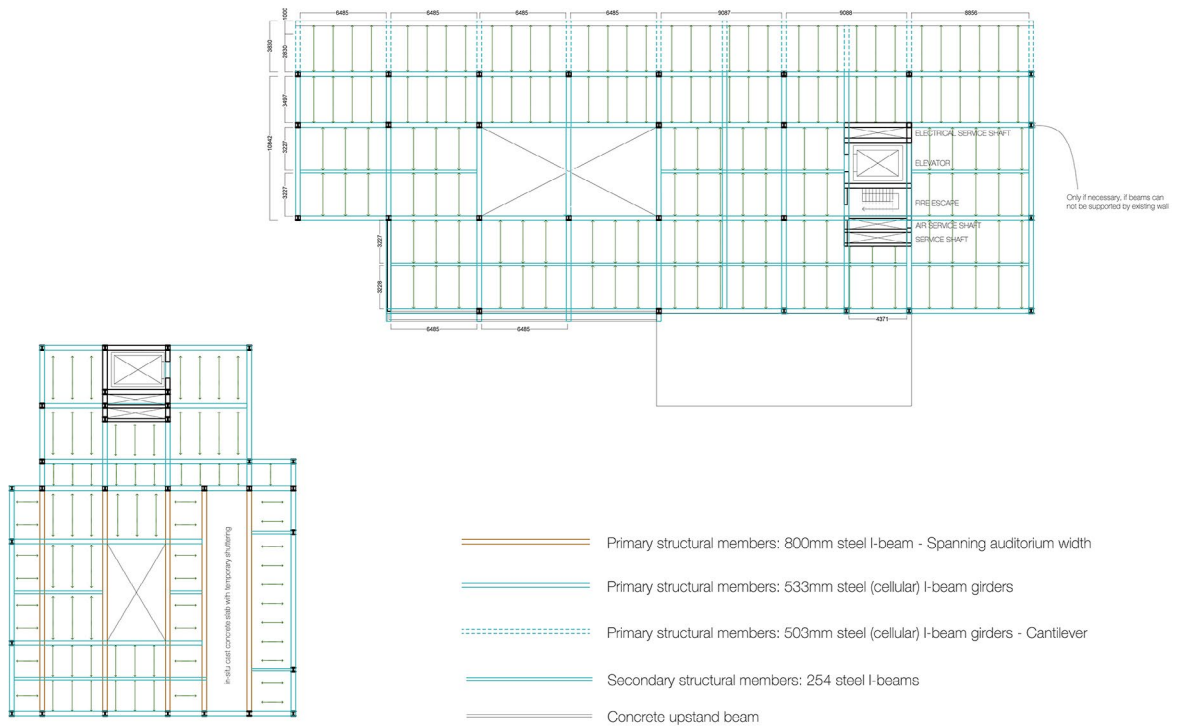 6485
6485
6485
6485
9087
9088
8856
1000
3830
2830
3497
10942
3227
3227
3227
3228
6485
6485
4371
ELECTRICAL SERVICE SHAFT
ELEVATOR
FIRE ESCAPE
AIR SERVICE SHAFT
SERVICE SHAFT
Only if necessary, if beams can
not be supported by existing wall
in-situ cast concrete slab with temporary shuttering
Primary structural members: 800mm steel I-beam - Spanning auditorium width
Primary structural members: 533mm steel (cellular) I-beam girders
Primary structural members: 503mm steel (cellular) I-beam girders - Cantilever
Secondary structural members: 254 steel I-beams
Concrete upstand beam